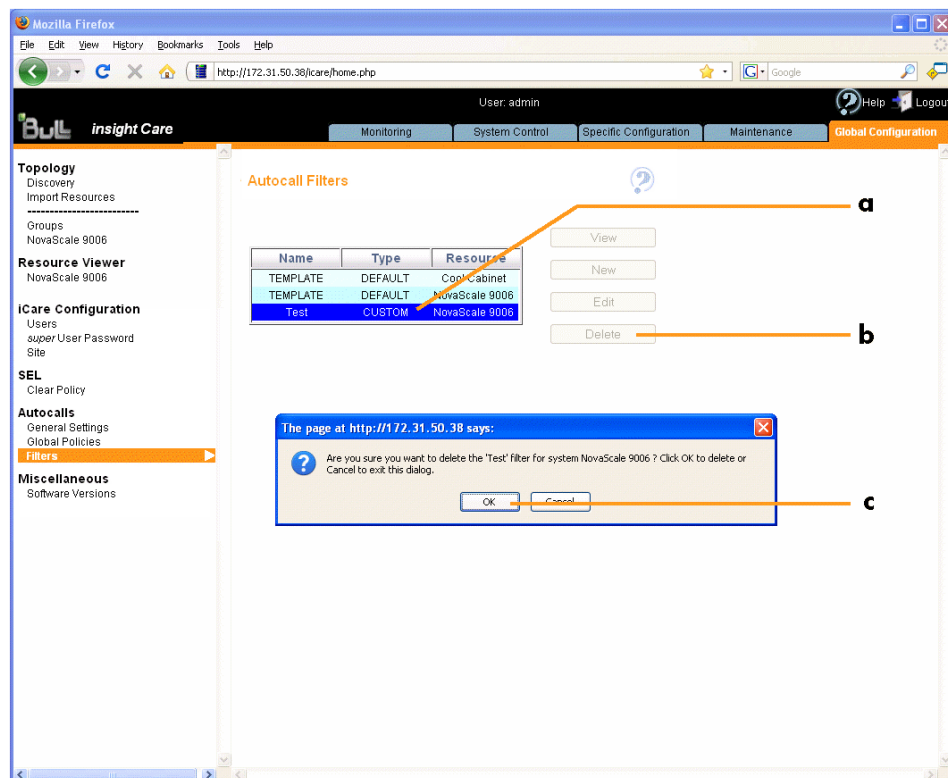 Mozilla Firefox
File Edit View History Bookmarks Tools Help
http://172.31.50.38/icare/home.php
G Google
User: admin
Help Logout
Bull insight Care
Monitoring System Control Specific Configuration Maintenance Global Configuration
Topology
Discovery
Import Resources
-------------------------
Groups
NovaScale 9006
Resource Viewer
NovaScale 9006
iCare Configuration
Users
super User Password
Site
SEL
Clear Policy
Autocalls
General Settings
Global Policies
Filters
Miscellaneous
Software Versions
Autocall Filters
a
Name Type Resource
TEMPLATE DEFAULT Cool Cabinet
TEMPLATE DEFAULT NovaScale 9006
Test CUSTOM NovaScale 9006
View
New
Edit
Delete
b
The page at http://172.31.50.38 says:
Are you sure you want to delete the 'Test' filter for system NovaScale 9006 ? Click OK to delete or
Cancel to exit this dialog.
OK Cancel
c